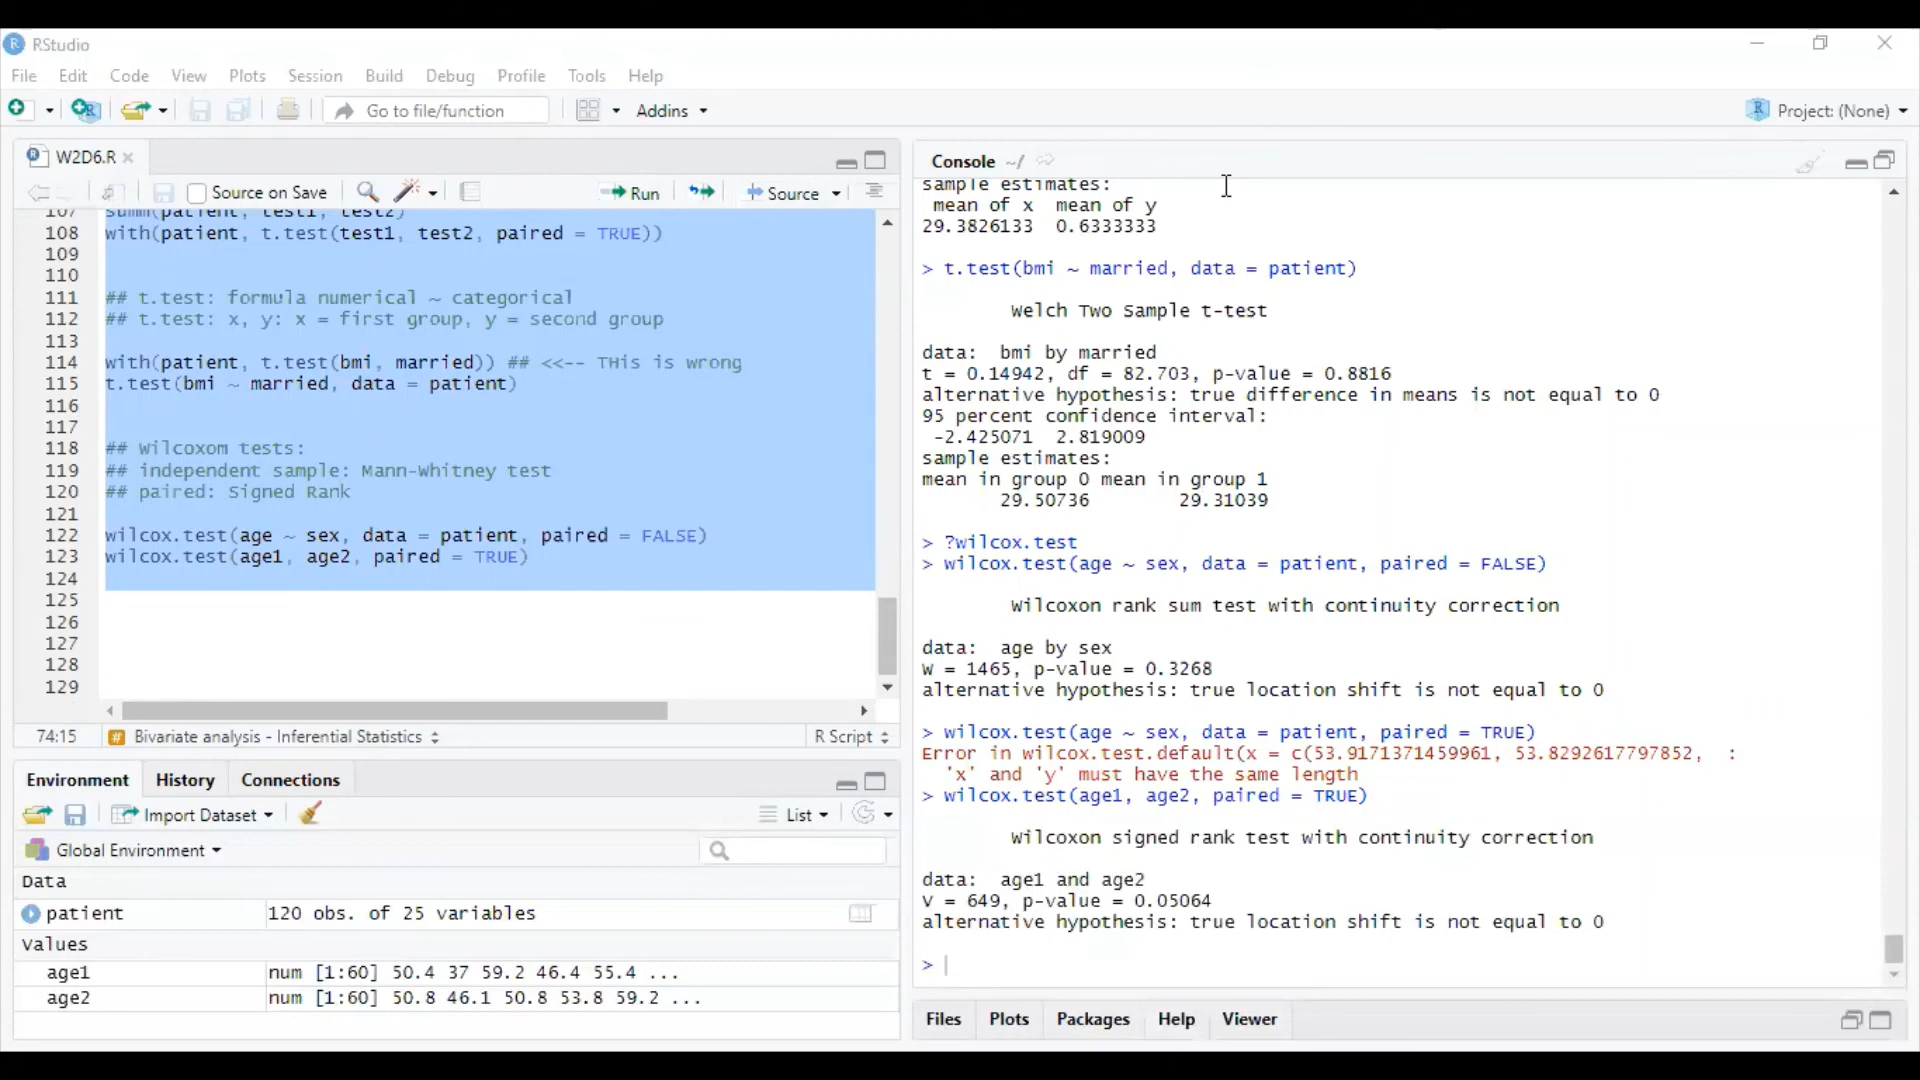 RStudio
File Edit Code View Plots Session Build Debug Profile Tools Help
Go to file/function Addins Project: (None)
W2D6.R
Source on Save Run Source
107 summ(patient, test1, test2)
108 with(patient, t.test(test1, test2, paired = TRUE))
109
110
111 ## t.test: formula numerical ~ categorical
112 ## t.test: x, y: x = first group, y = second group
113
114 with(patient, t.test(bmi, married)) ## <<-- THis is wrong
115 t.test(bmi ~ married, data = patient)
116
117
118 ## Wilcoxom tests:
119 ## independent sample: Mann-Whitney test
120 ## paired: Signed Rank
121
122 wilcox.test(age ~ sex, data = patient, paired = FALSE)
123 wilcox.test(age1, age2, paired = TRUE)
124
125
126
127
128
129
74:15 # Bivariate analysis - Inferential Statistics R Script
Environment History Connections
Import Dataset List
Global Environment
Data
patient 120 obs. of 25 variables
Values
age1 num [1:60] 50.4 37 59.2 46.4 55.4 ...
age2 num [1:60] 50.8 46.1 50.8 53.8 59.2 ...
Console ~/
sample estimates:
mean of x mean of y
29.3826133 0.6333333
> t.test(bmi ~ married, data = patient)
Welch Two Sample t-test
data: bmi by married
t = 0.14942, df = 82.703, p-value = 0.8816
alternative hypothesis: true difference in means is not equal to 0
95 percent confidence interval:
-2.425071 2.819009
sample estimates:
mean in group 0 mean in group 1
29.50736 29.31039
> ?wilcox.test
> wilcox.test(age ~ sex, data = patient, paired = FALSE)
Wilcoxon rank sum test with continuity correction
data: age by sex
W = 1465, p-value = 0.3268
alternative hypothesis: true location shift is not equal to 0
> wilcox.test(age ~ sex, data = patient, paired = TRUE)
Error in wilcox.test.default(x = c(53.9171371459961, 53.8292617797852, :
'x' and 'y' must have the same length
> wilcox.test(age1, age2, paired = TRUE)
Wilcoxon signed rank test with continuity correction
data: age1 and age2
V = 649, p-value = 0.05064
alternative hypothesis: true location shift is not equal to 0
>
Files Plots Packages Help Viewer